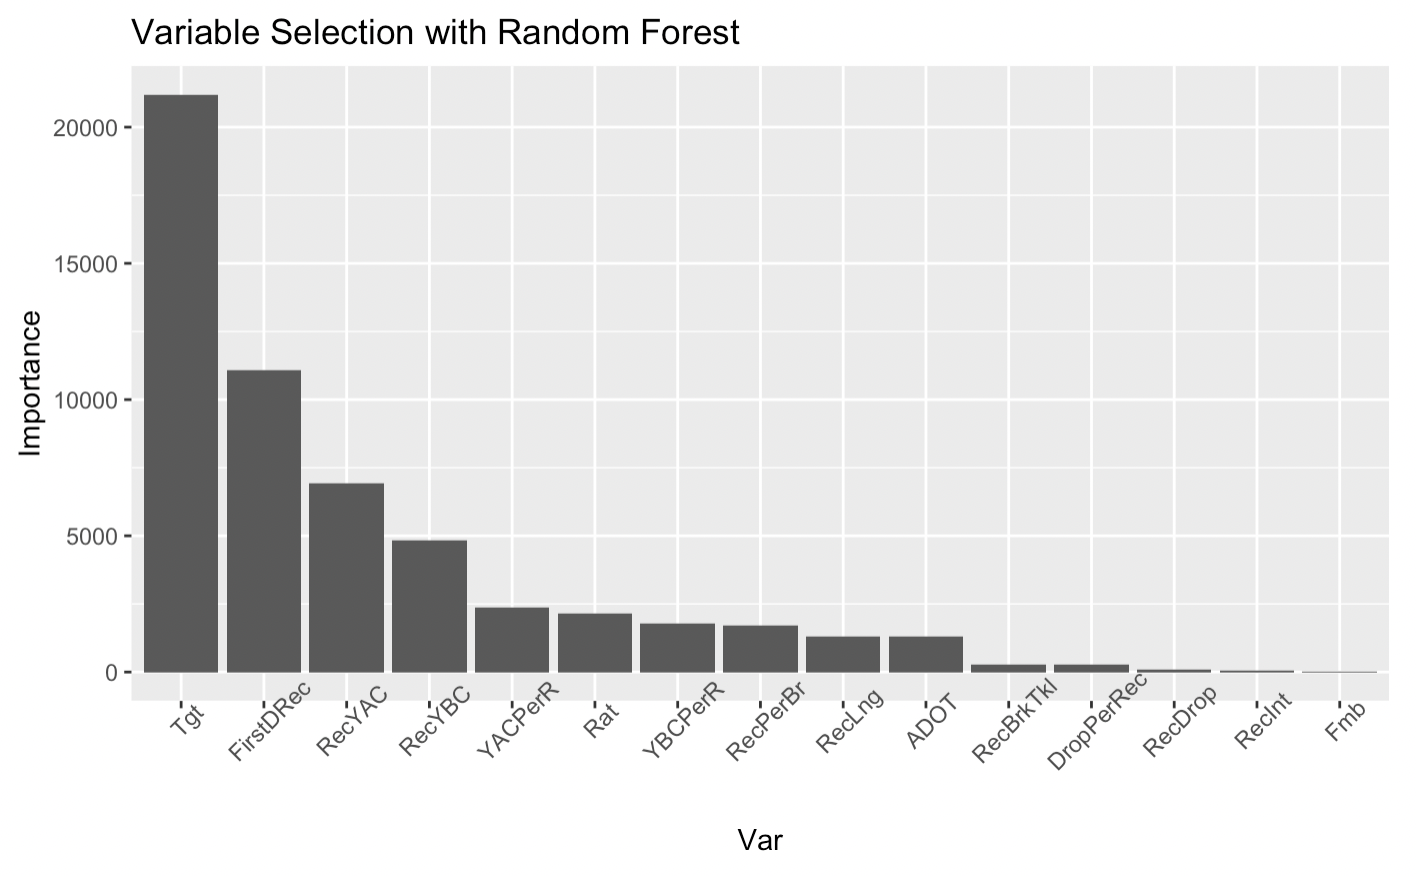 Variable Selection with Random Forest
20000
15000
10000
5000
0
Importance
Tgt
FirstDRec
RecYAC
RecYBC
YACPerR
Rat
YBCPerR
RecPerBr
RecLng
ADOT
RecBrkTkl
DropPerRec
RecDrop
RecInt
Fmb
Var